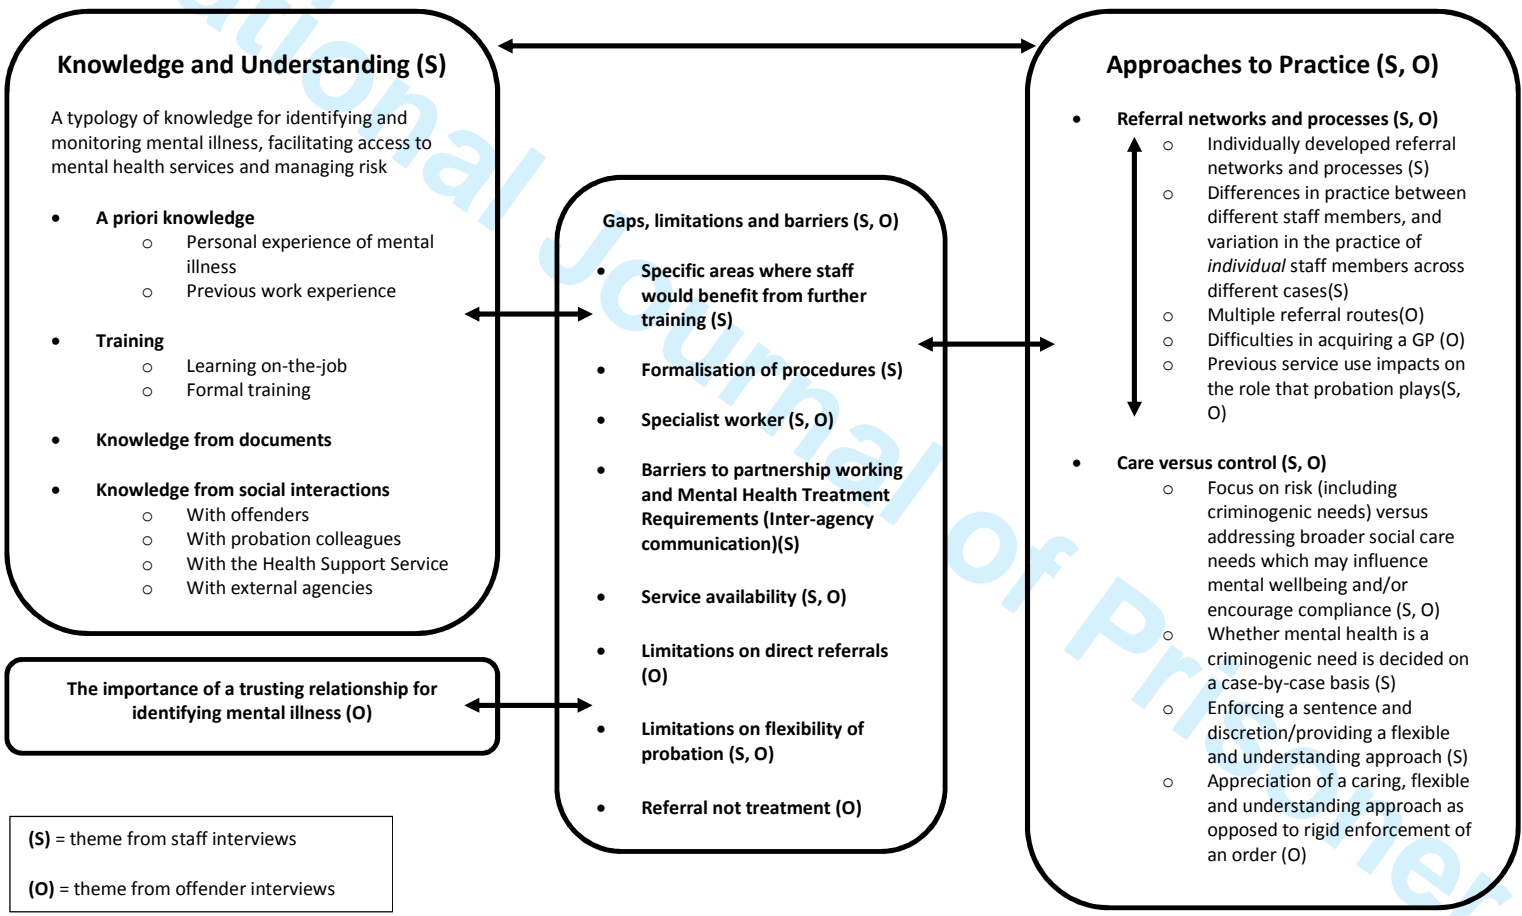 Knowledge and Understanding (S)
A typology of knowledge for identifying and
monitoring mental illness, facilitating access to
mental health services and managing risk
• A priori knowledge
o Personal experience of mental
illness
o Previous work experience
• Training
o Learning on-the-job
o Formal training
• Knowledge from documents
• Knowledge from social interactions
o With offenders
o With probation colleagues
o With the Health Support Service
o With external agencies
The importance of a trusting relationship for
identifying mental illness (O)
(S) = theme from staff interviews
(O) = theme from offender interviews
Gaps, limitations and barriers (S, O)
• Specific areas where staff
would benefit from further
training (S)
• Formalisation of procedures (S)
• Specialist worker (S, O)
• Barriers to partnership working
and Mental Health Treatment
Requirements (Inter-agency
communication)(S)
• Service availability (S, O)
• Limitations on direct referrals
(O)
• Limitations on flexibility of
probation (S, O)
• Referral not treatment (O)
Approaches to Practice (S, O)
• Referral networks and processes (S, O)
o Individually developed referral
networks and processes (S)
o Differences in practice between
different staff members, and
variation in the practice of
individual staff members across
different cases(S)
o Multiple referral routes(O)
o Difficulties in acquiring a GP (O)
o Previous service use impacts on
the role that probation plays(S,
O)
• Care versus control (S, O)
o Focus on risk (including
criminogenic needs) versus
addressing broader social care
needs which may influence
mental wellbeing and/or
encourage compliance (S, O)
o Whether mental health is a
criminogenic need is decided on
a case-by-case basis (S)
o Enforcing a sentence and
discretion/providing a flexible
and understanding approach (S)
o Appreciation of a caring, flexible
and understanding approach as
opposed to rigid enforcement of
an order (O)
ational Journal of Prisoner